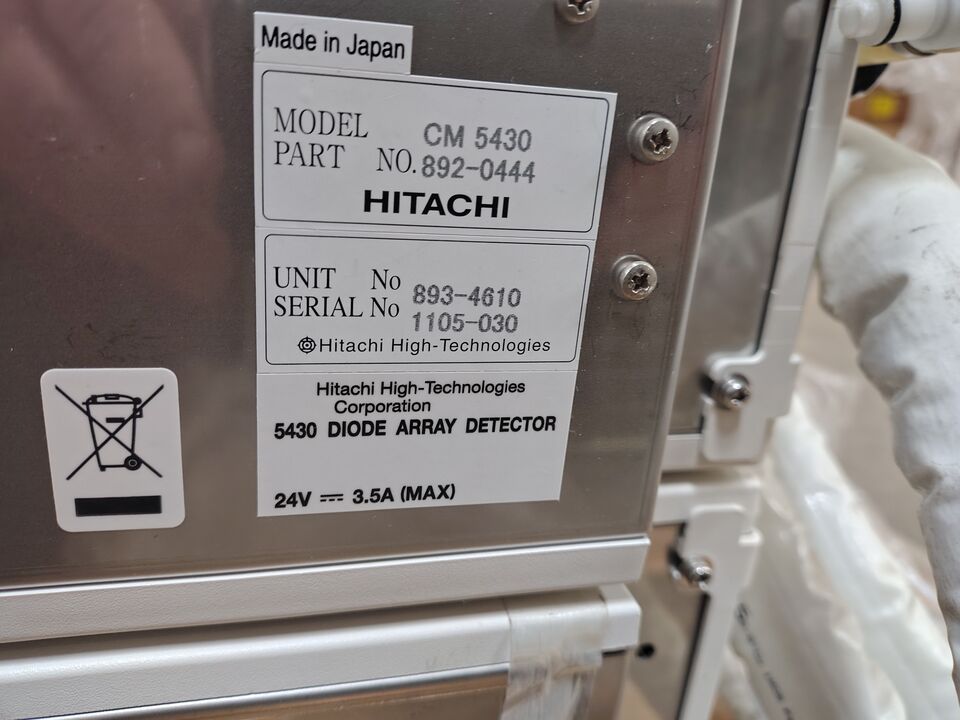 Made in Japan
MODEL CM 5430
PART NO. 892-0444
HITACHI
UNIT No 893-4610
SERIAL No 1105-030
Hitachi High-Technologies
Hitachi High-Technologies
Corporation
5430 DIODE ARRAY DETECTOR
24V ⎓ 3.5A (MAX)